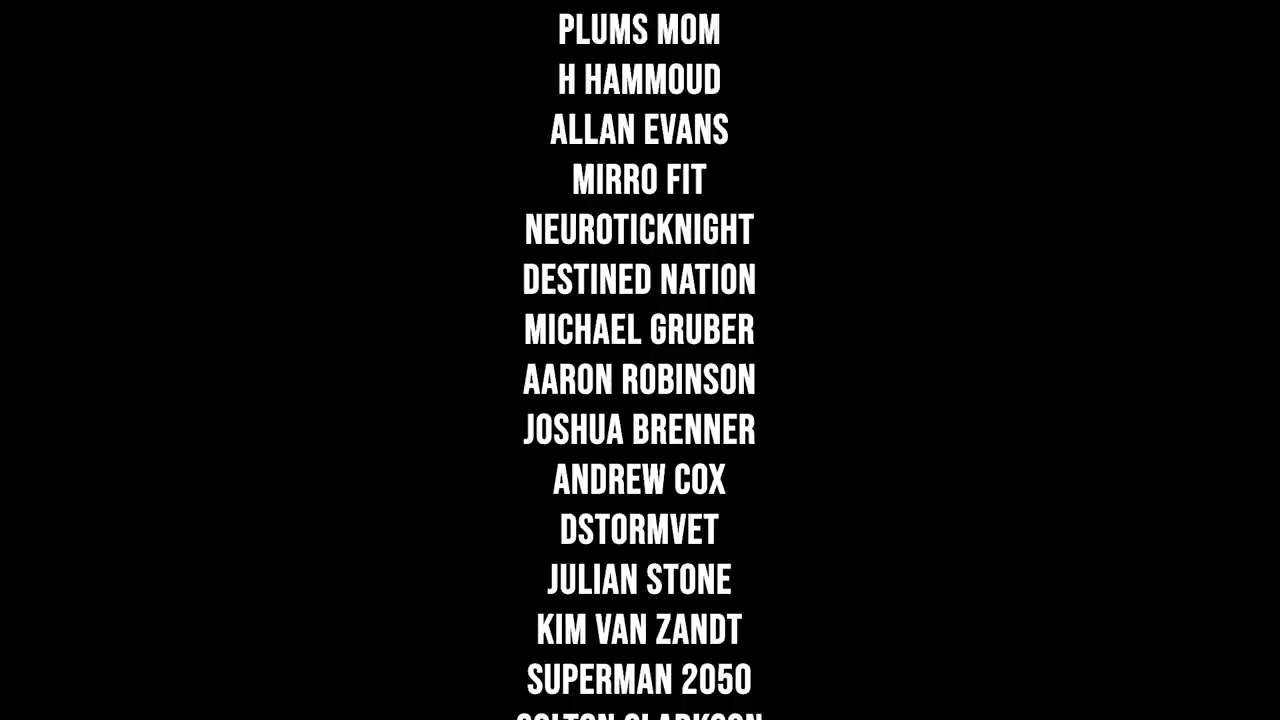 PLUMS MOM
H HAMMOUD
ALLAN EVANS
MIRRO FIT
NEUROTICKNIGHT
DESTINED NATION
MICHAEL GRUBER
AARON ROBINSON
JOSHUA BRENNER
ANDREW COX
DSTORMVET
JULIAN STONE
KIM VAN ZANDT
SUPERMAN 2050